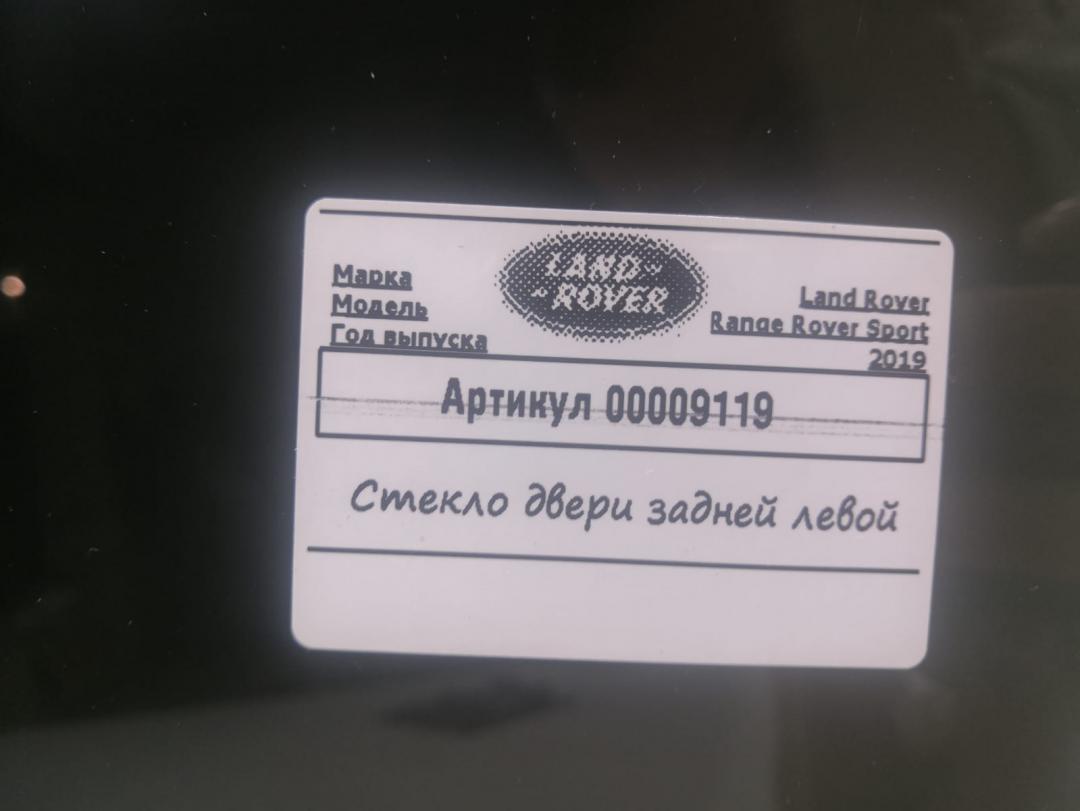 LAND
ROVER
Марка Land Rover
Модель Range Rover Sport
Год выпуска 2019
Артикул 00009119
Стекло двери задней левой